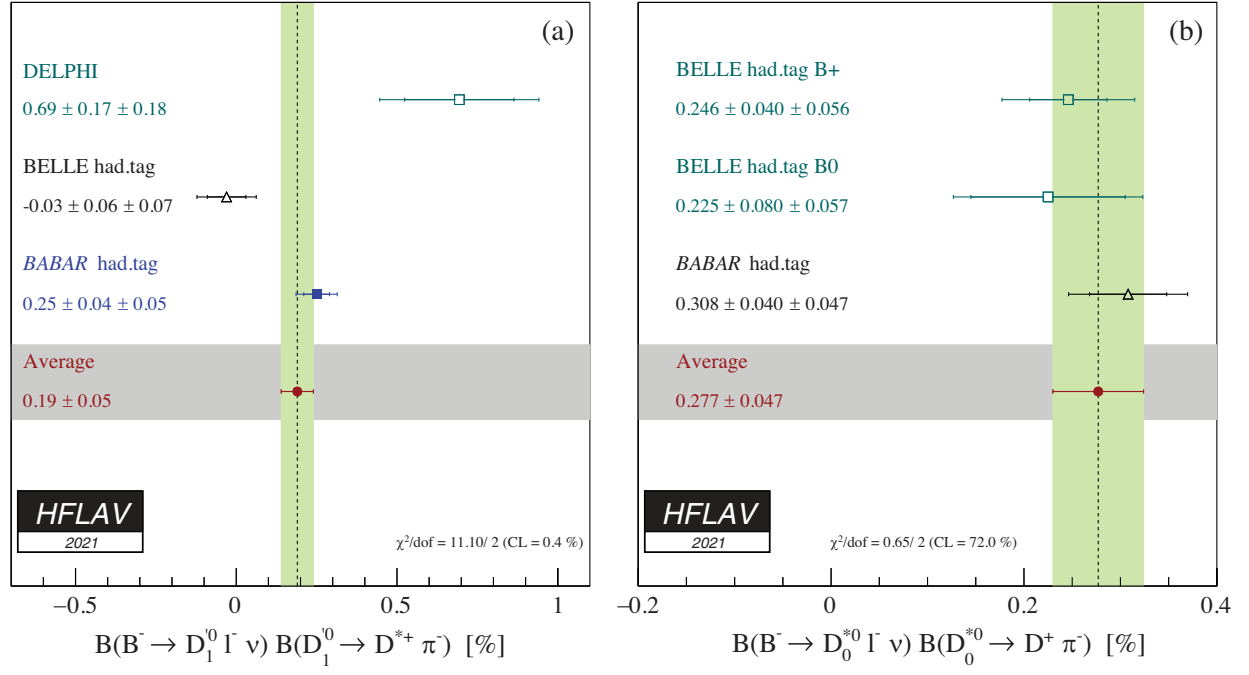 (a)
DELPHI
0.69 ± 0.17 ± 0.18
BELLE had.tag
-0.03 ± 0.06 ± 0.07
BABAR had.tag
0.25 ± 0.04 ± 0.05
Average
0.19 ± 0.05
HFLAV
2021
χ²/dof = 11.10/ 2 (CL = 0.4 %)
−0.5 0 0.5 1
B(B⁻ → D₁'⁰ l⁻ ν) B(D₁'⁰ → D*⁺ π⁻) [%]
(b)
BELLE had.tag B+
0.246 ± 0.040 ± 0.056
BELLE had.tag B0
0.225 ± 0.080 ± 0.057
BABAR had.tag
0.308 ± 0.040 ± 0.047
Average
0.277 ± 0.047
HFLAV
2021
χ²/dof = 0.65/ 2 (CL = 72.0 %)
−0.2 0 0.2 0.4
B(B⁻ → D₀*⁰ l⁻ ν) B(D₀*⁰ → D⁺ π⁻) [%]